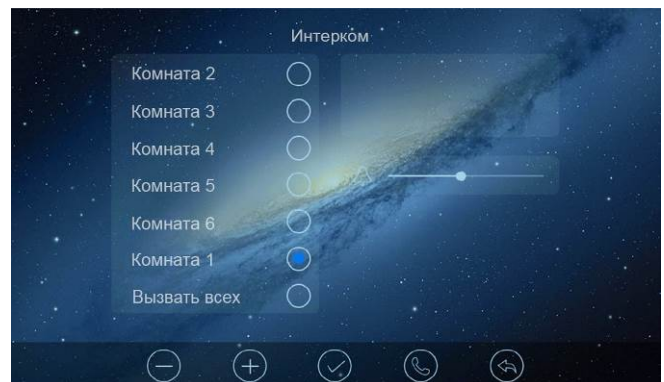 Интерком
Комната 2
Комната 3
Комната 4
Комната 5
Комната 6
Комната 1
Вызвать всех